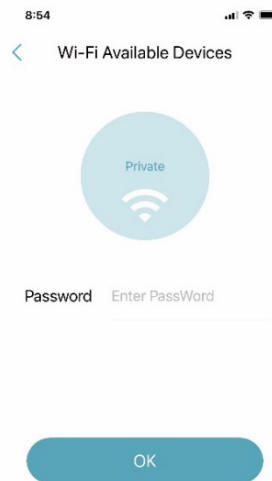 8:54
Wi-Fi Available Devices
Private
Password Enter PassWord
OK